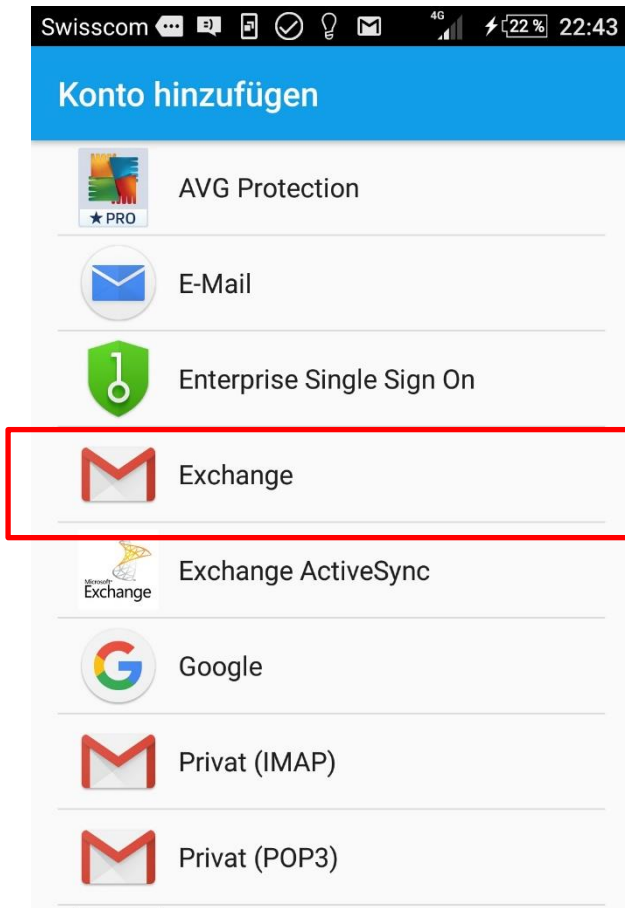 Swisscom 4G 22 % 22:43
Konto hinzufügen
★ PRO
AVG Protection
E-Mail
Enterprise Single Sign On
Exchange
Microsoft
Exchange
Exchange ActiveSync
Google
Privat (IMAP)
Privat (POP3)